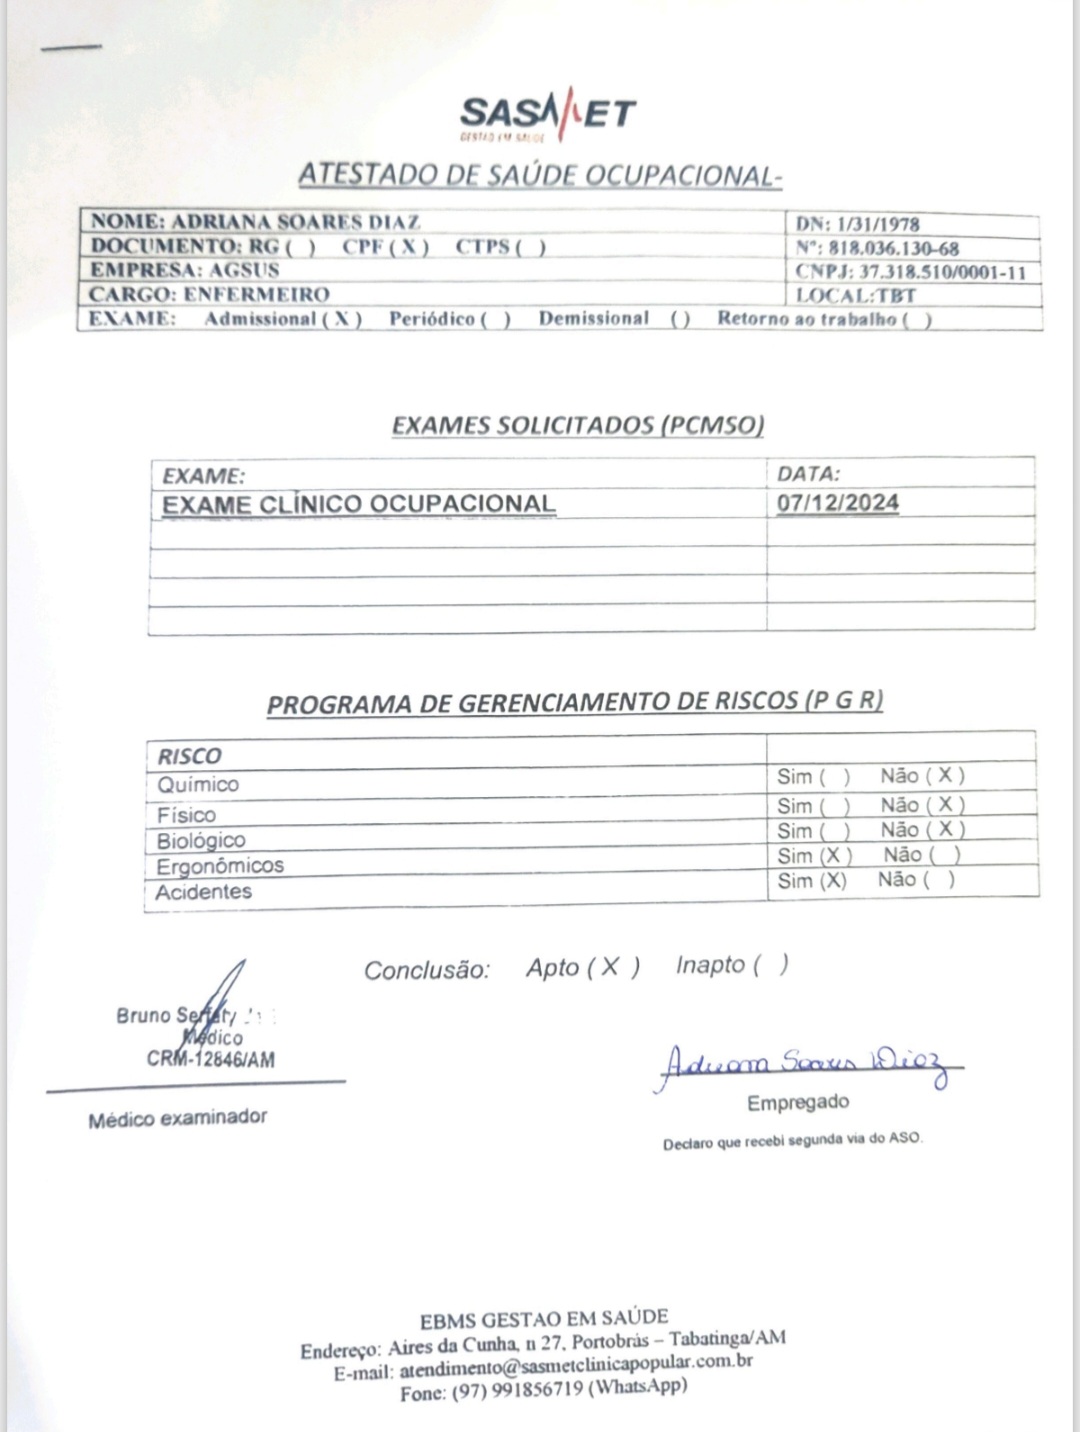 SASMET
GESTÃO EM SAÚDE
ATESTADO DE SAÚDE OCUPACIONAL-
NOME: ADRIANA SOARES DIAZ DN: 1/31/1978
DOCUMENTO: RG ( ) CPF ( X ) CTPS ( ) Nº: 818.036.130-68
EMPRESA: AGSUS CNPJ: 37.318.510/0001-11
CARGO: ENFERMEIRO LOCAL:TBT
EXAME: Admissional ( X ) Periódico ( ) Demissional ( ) Retorno ao trabalho ( )
EXAMES SOLICITADOS (PCMSO)
EXAME: DATA:
EXAME CLÍNICO OCUPACIONAL 07/12/2024
PROGRAMA DE GERENCIAMENTO DE RISCOS (P G R)
RISCO
Químico Sim ( ) Não ( X )
Físico Sim ( ) Não ( X )
Biológico Sim ( ) Não ( X )
Ergonômicos Sim (X ) Não ( )
Acidentes Sim (X) Não ( )
Conclusão: Apto ( X ) Inapto ( )
Bruno
Médico
CRM-12846/AM
Médico examinador
Adriana Soares Diaz
Empregado
Declaro que recebi segunda via do ASO.
EBMS GESTAO EM SAÚDE
Endereço: Aires da Cunha, n 27, Portobrás – Tabatinga/AM
E-mail: atendimento@sasmetclinicapopular.com.br
Fone: (97) 991856719 (WhatsApp)